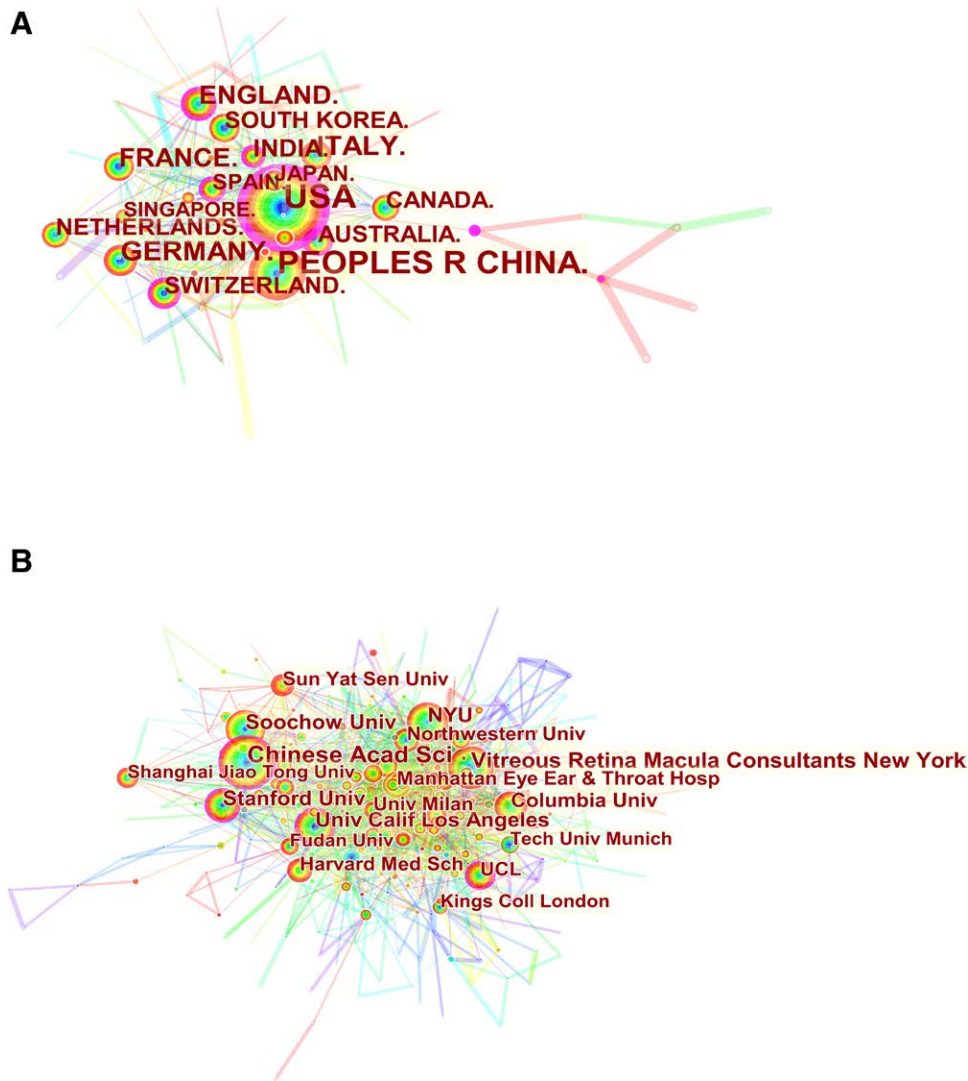 A
ENGLAND.
SOUTH KOREA.
INDIA.
ITALY.
FRANCE.
JAPAN.
SPAIN
USA
CANADA.
SINGAPORE.
NETHERLANDS.
AUSTRALIA.
GERMANY.
PEOPLES R CHINA.
SWITZERLAND.
B
Sun Yat Sen Univ
NYU
Soochow Univ
Northwestern Univ
Chinese Acad Sci
Vitreous Retina Macula Consultants New York
Shanghai Jiao Tong Univ
Manhattan Eye Ear & Throat Hosp
Stanford Univ
Univ Milan
Columbia Univ
Univ Calif Los Angeles
Fudan Univ
Tech Univ Munich
Harvard Med Sch
UCL
Kings Coll London